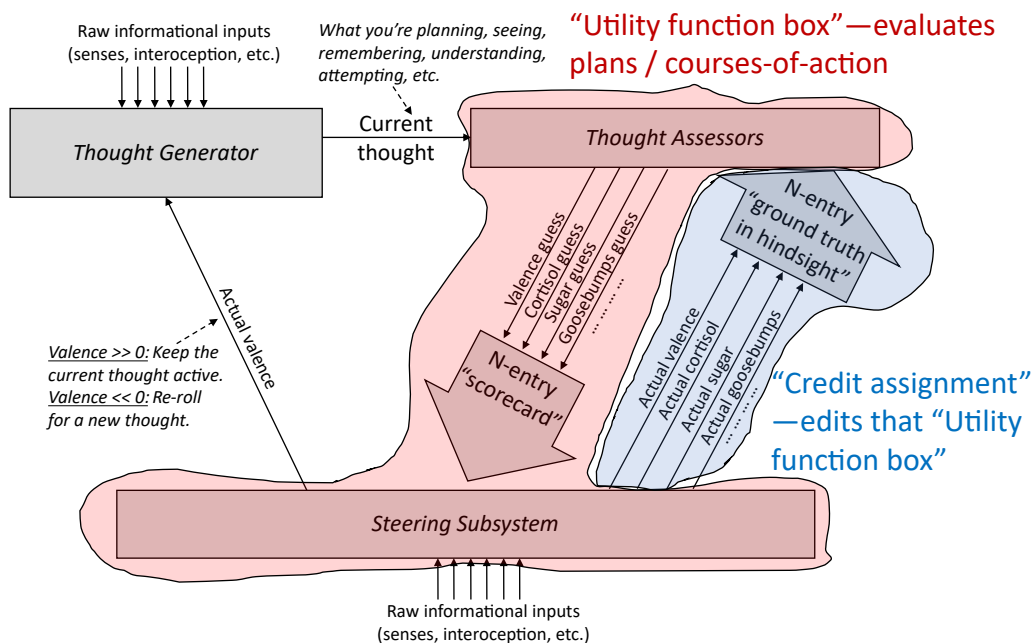 Raw informational inputs
(senses, interoception, etc.)
What you’re planning, seeing,
remembering, understanding,
attempting, etc.
“Utility function box”—evaluates
plans / courses-of-action
Thought Generator
Current
thought
Thought Assessors
Valence guess
Cortisol guess
Sugar guess
Goosebumps guess
… … …
N-entry
“scorecard”
N-entry
“ground truth
in hindsight”
Actual valence
Actual cortisol
Actual sugar
Actual goosebumps
… … … …
“Credit assignment”
—edits that “Utility
function box”
Actual valence
Valence >> 0: Keep the
current thought active.
Valence << 0: Re-roll
for a new thought.
Steering Subsystem
Raw informational inputs
(senses, interoception, etc.)